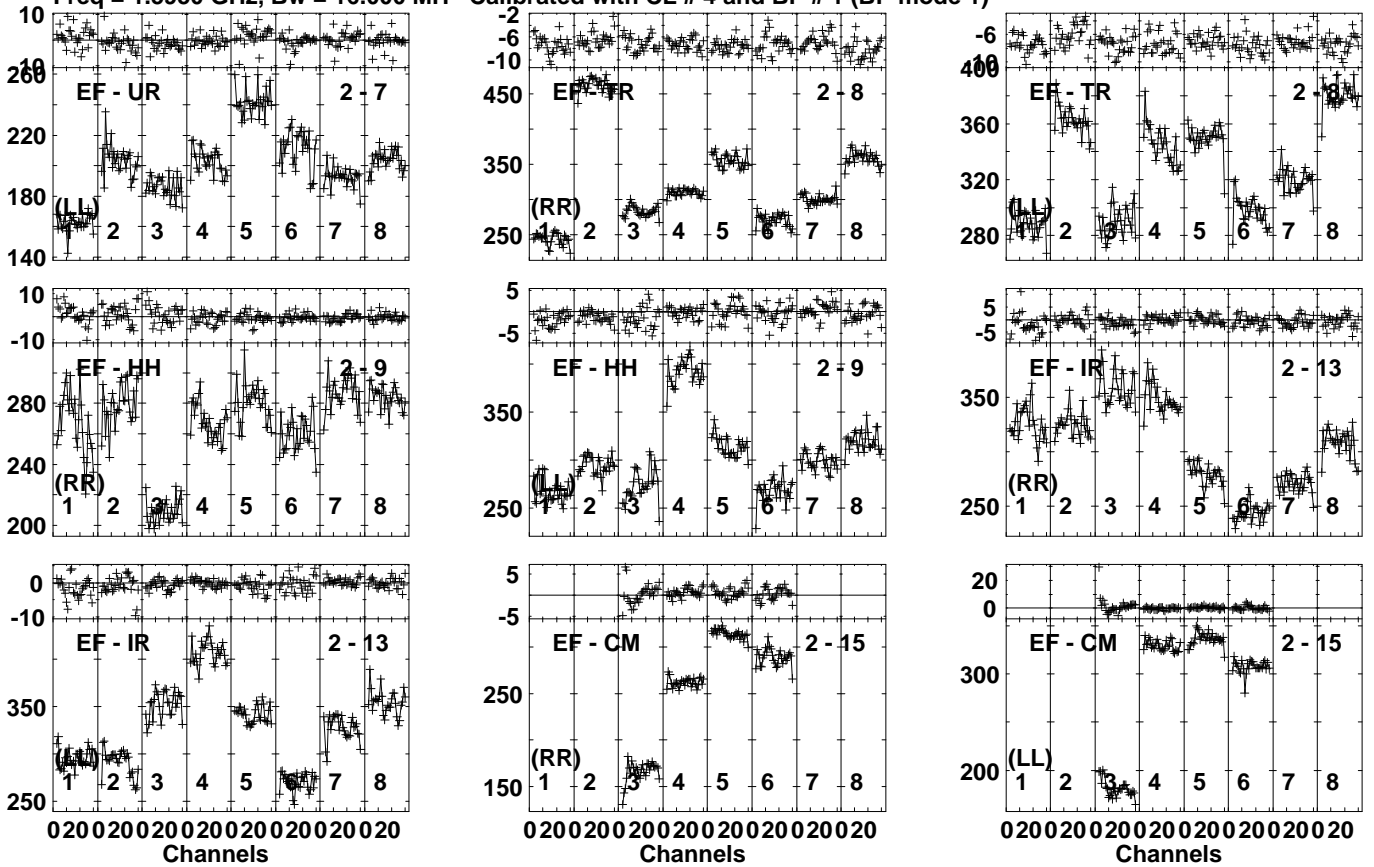 Freq = 1.6 GHz, Bw = 16.000 MH Calibrated with CL # 4 and BP # 1 (BP mode 1)
10
-10
260
220
180
140
EF - UR 2 - 7
(LL)
1 2 3 4 5 6 7 8
-2
-6
-10
450
350
250
EF - TR 2 - 8
(RR)
1 2 3 4 5 6 7 8
-6
-10
400
360
320
280
EF - TR 2 - 8
(LL)
1 2 3 4 5 6 7 8
10
-10
280
240
200
EF - HH 2 - 9
(RR)
1 2 3 4 5 6 7 8
5
-5
350
250
EF - HH 2 - 9
(LL)
1 2 3 4 5 6 7 8
5
-5
350
250
EF - IR 2 - 13
(RR)
1 2 3 4 5 6 7 8
0
-10
350
250
EF - IR 2 - 13
(LL)
1 2 3 4 5 6 7 8
0 20 0 20 0 20 0 20 0 20 0 20 0 20 0 20
Channels
5
-5
250
150
EF - CM 2 - 15
(RR)
1 2 3 4 5 6 7 8
0 20 0 20 0 20 0 20 0 20 0 20 0 20 0 20
Channels
20
0
300
200
EF - CM 2 - 15
(LL)
1 2 3 4 5 6 7 8
0 20 0 20 0 20 0 20 0 20 0 20 0 20 0 20
Channels